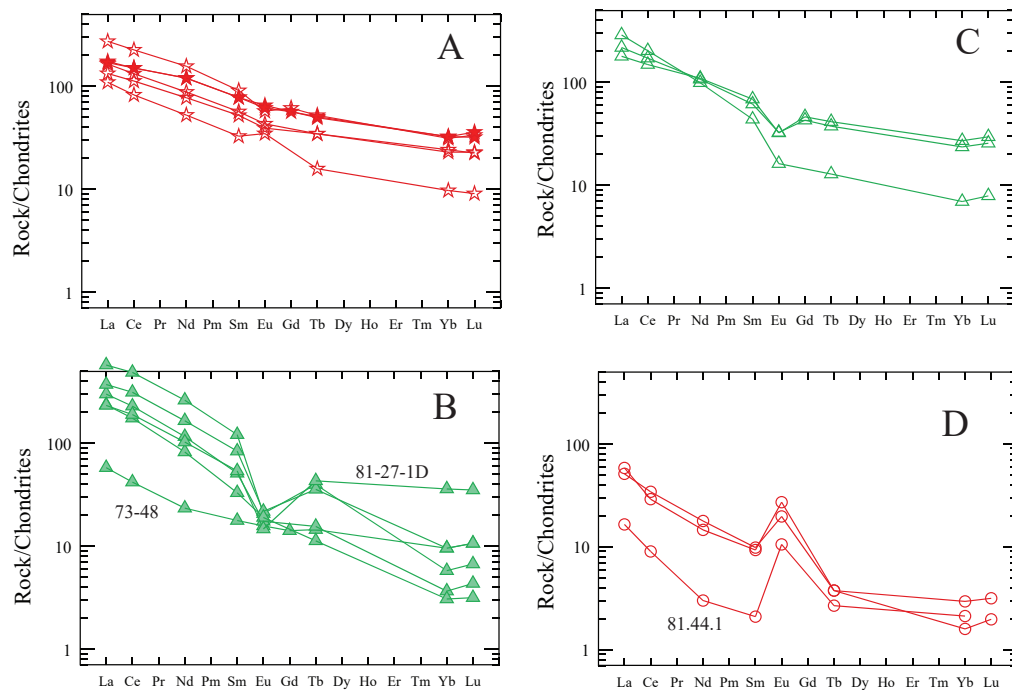 A
C
Rock/Chondrites
100
10
1
La Ce Pr Nd Pm Sm Eu Gd Tb Dy Ho Er Tm Yb Lu
Rock/Chondrites
100
10
1
La Ce Pr Nd Pm Sm Eu Gd Tb Dy Ho Er Tm Yb Lu
B
81-27-1D
73-48
Rock/Chondrites
100
10
1
La Ce Pr Nd Pm Sm Eu Gd Tb Dy Ho Er Tm Yb Lu
D
81.44.1
Rock/Chondrites
100
10
1
La Ce Pr Nd Pm Sm Eu Gd Tb Dy Ho Er Tm Yb Lu